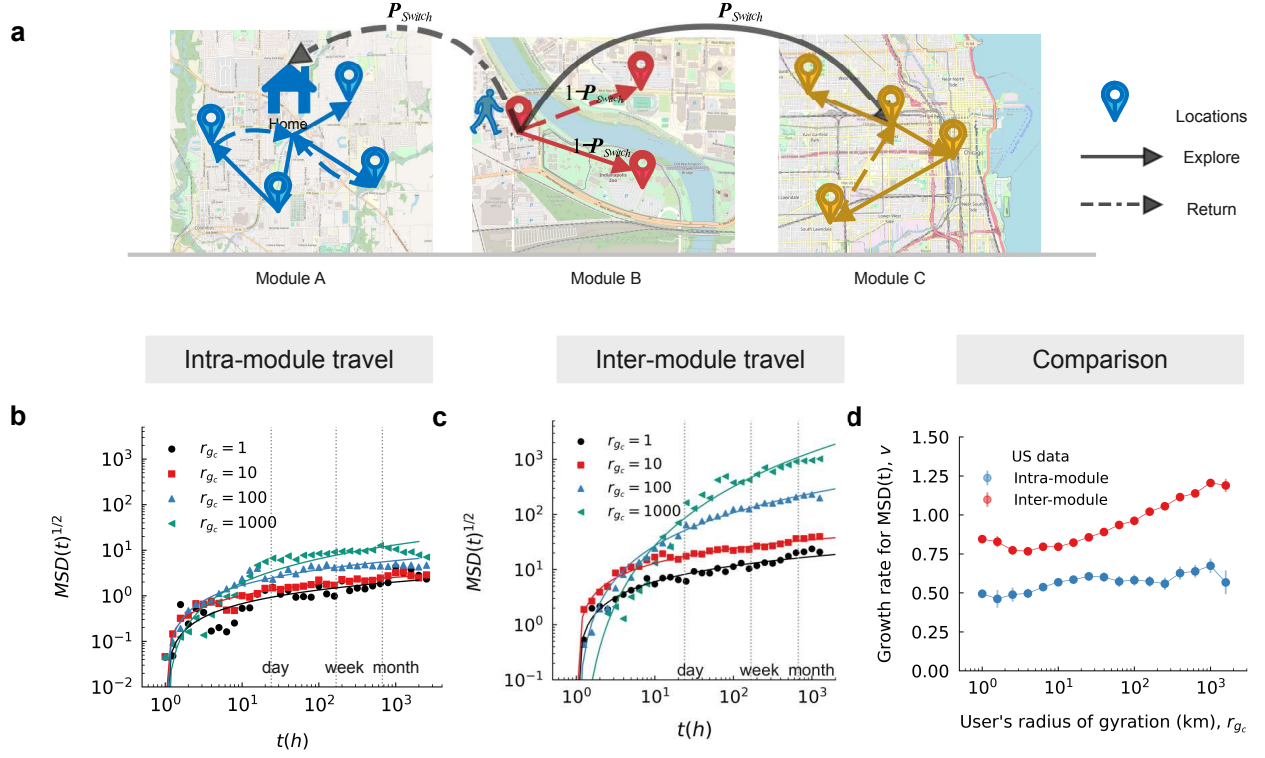 a
P_Switch
P_Switch
Home
1-P_Switch
1-P_Switch
Locations
Explore
Return
Module A
Module B
Module C
Intra-module travel
Inter-module travel
Comparison
b
MSD(t)^1/2
10^3
10^2
10^1
10^0
10^−1
10^−2
r_gc = 1
r_gc = 10
r_gc = 100
r_gc = 1000
day
week
month
10^0
10^1
10^2
10^3
t(h)
c
MSD(t)^1/2
10^3
10^2
10^1
10^0
10^−1
r_gc = 1
r_gc = 10
r_gc = 100
r_gc = 1000
day
week
month
10^0
10^1
10^2
10^3
t(h)
d
Growth rate for MSD(t), v
1.50
1.25
1.00
0.75
0.50
0.25
0.00
US data
Intra-module
Inter-module
10^0
10^1
10^2
10^3
User's radius of gyration (km), r_gc